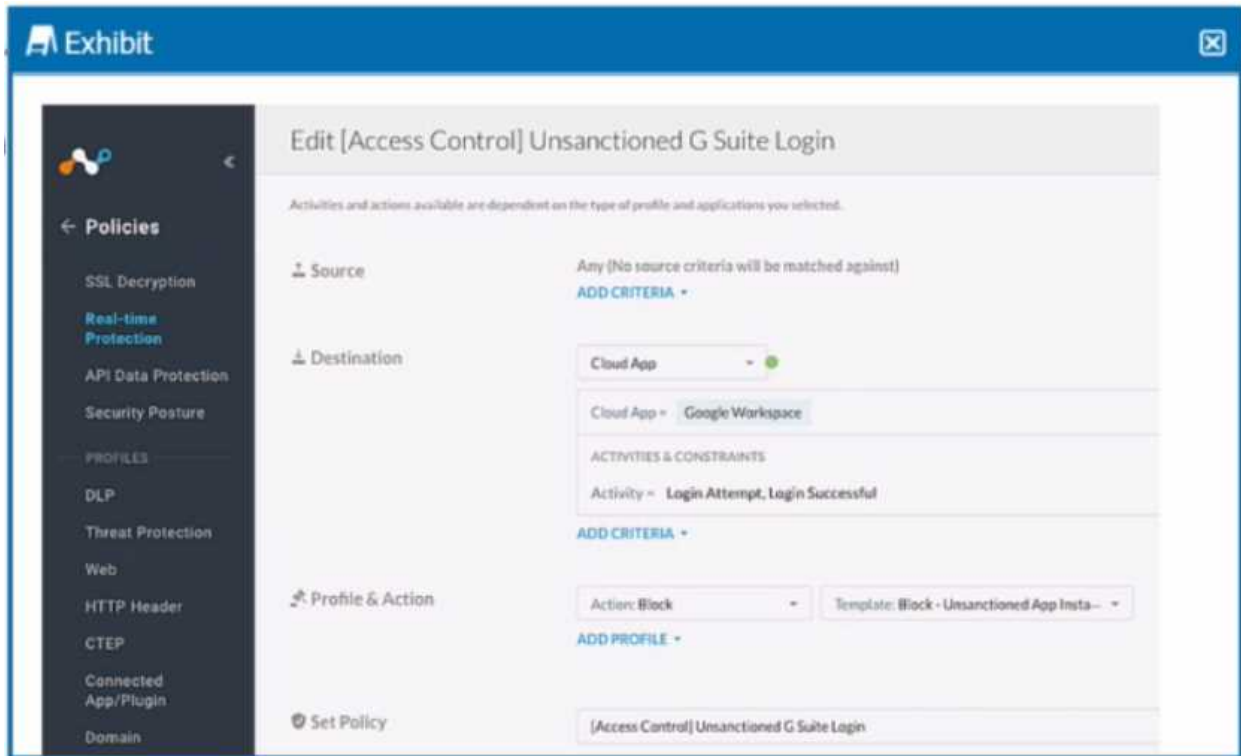 Exhibit
Edit [Access Control] Unsanctioned G Suite Login
Activities and actions available are dependent on the type of profile and applications you selected.
Policies
SSL Decryption
Real-time
Protection
API Data Protection
Security Posture
PROFILES
DLP
Threat Protection
Web
HTTP Header
CTEP
Connected
App/Plugin
Domain
Source
Any (No source criteria will be matched against)
ADD CRITERIA
Destination
Cloud App
Cloud App = Google Workspace
ACTIVITIES & CONSTRAINTS
Activity = Login Attempt, Login Successful
ADD CRITERIA
Profile & Action
Action: Block
Template: Block - Unsanctioned App Insta...
ADD PROFILE
Set Policy
[Access Control] Unsanctioned G Suite Login